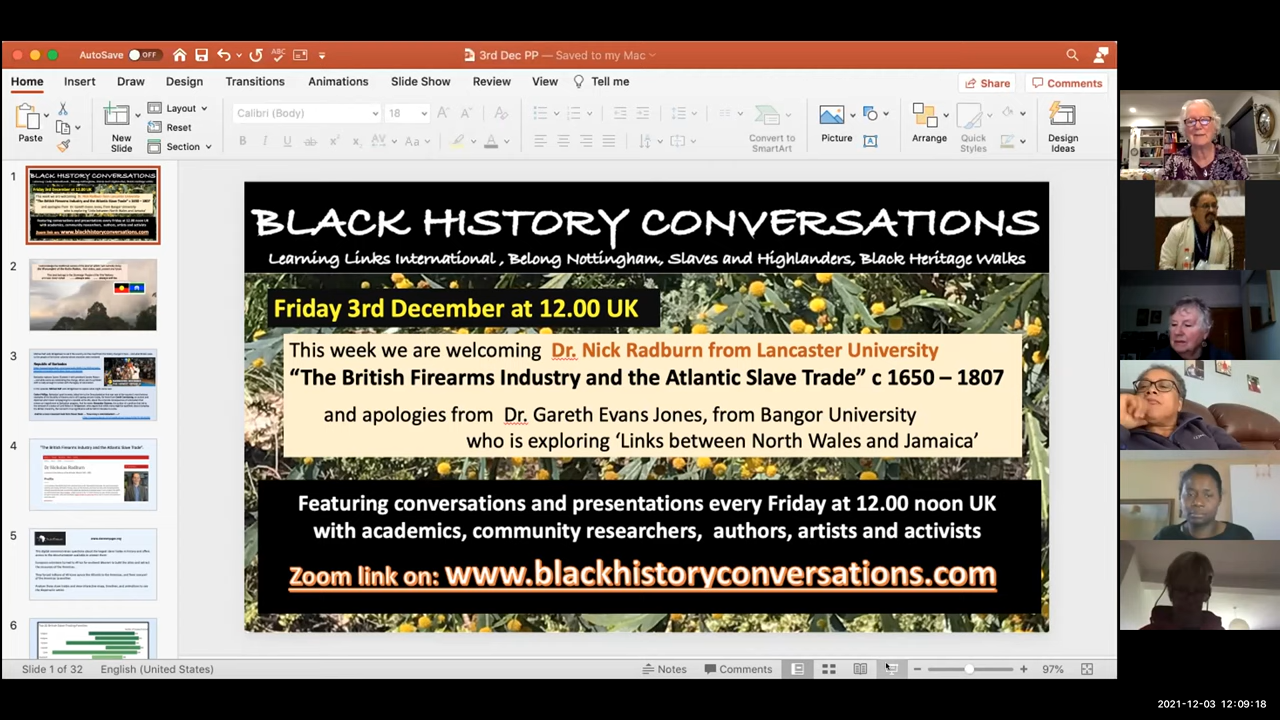 AutoSave OFF
3rd Dec PP — Saved to my Mac
Home Insert Draw Design Transitions Animations Slide Show Review View Tell me
Share Comments
Paste
New Slide
Layout
Reset
Section
Calibri (Body) 18
Convert to SmartArt
Picture
Arrange
Quick Styles
Design Ideas
1
2
3
4
5
6
BLACK HISTORY CONVERSATIONS
Learning Links International , Belong Nottingham, Slaves and Highlanders, Black Heritage Walks
Friday 3rd December at 12.00 UK
This week we are welcoming Dr. Nick Radburn from Lancaster University
“The British Firearms Industry and the Atlantic Slave Trade” c 1650 – 1807
and apologies from Dr. Gareth Evans Jones, from Bangor University
who is exploring ‘Links between North Wales and Jamaica’
Featuring conversations and presentations every Friday at 12.00 noon UK
with academics, community researchers, authors, artists and activists
Zoom link on: www.blackhistoryconversations.com
Slide 1 of 32 English (United States)
Notes Comments 97%
2021-12-03 12:09:18